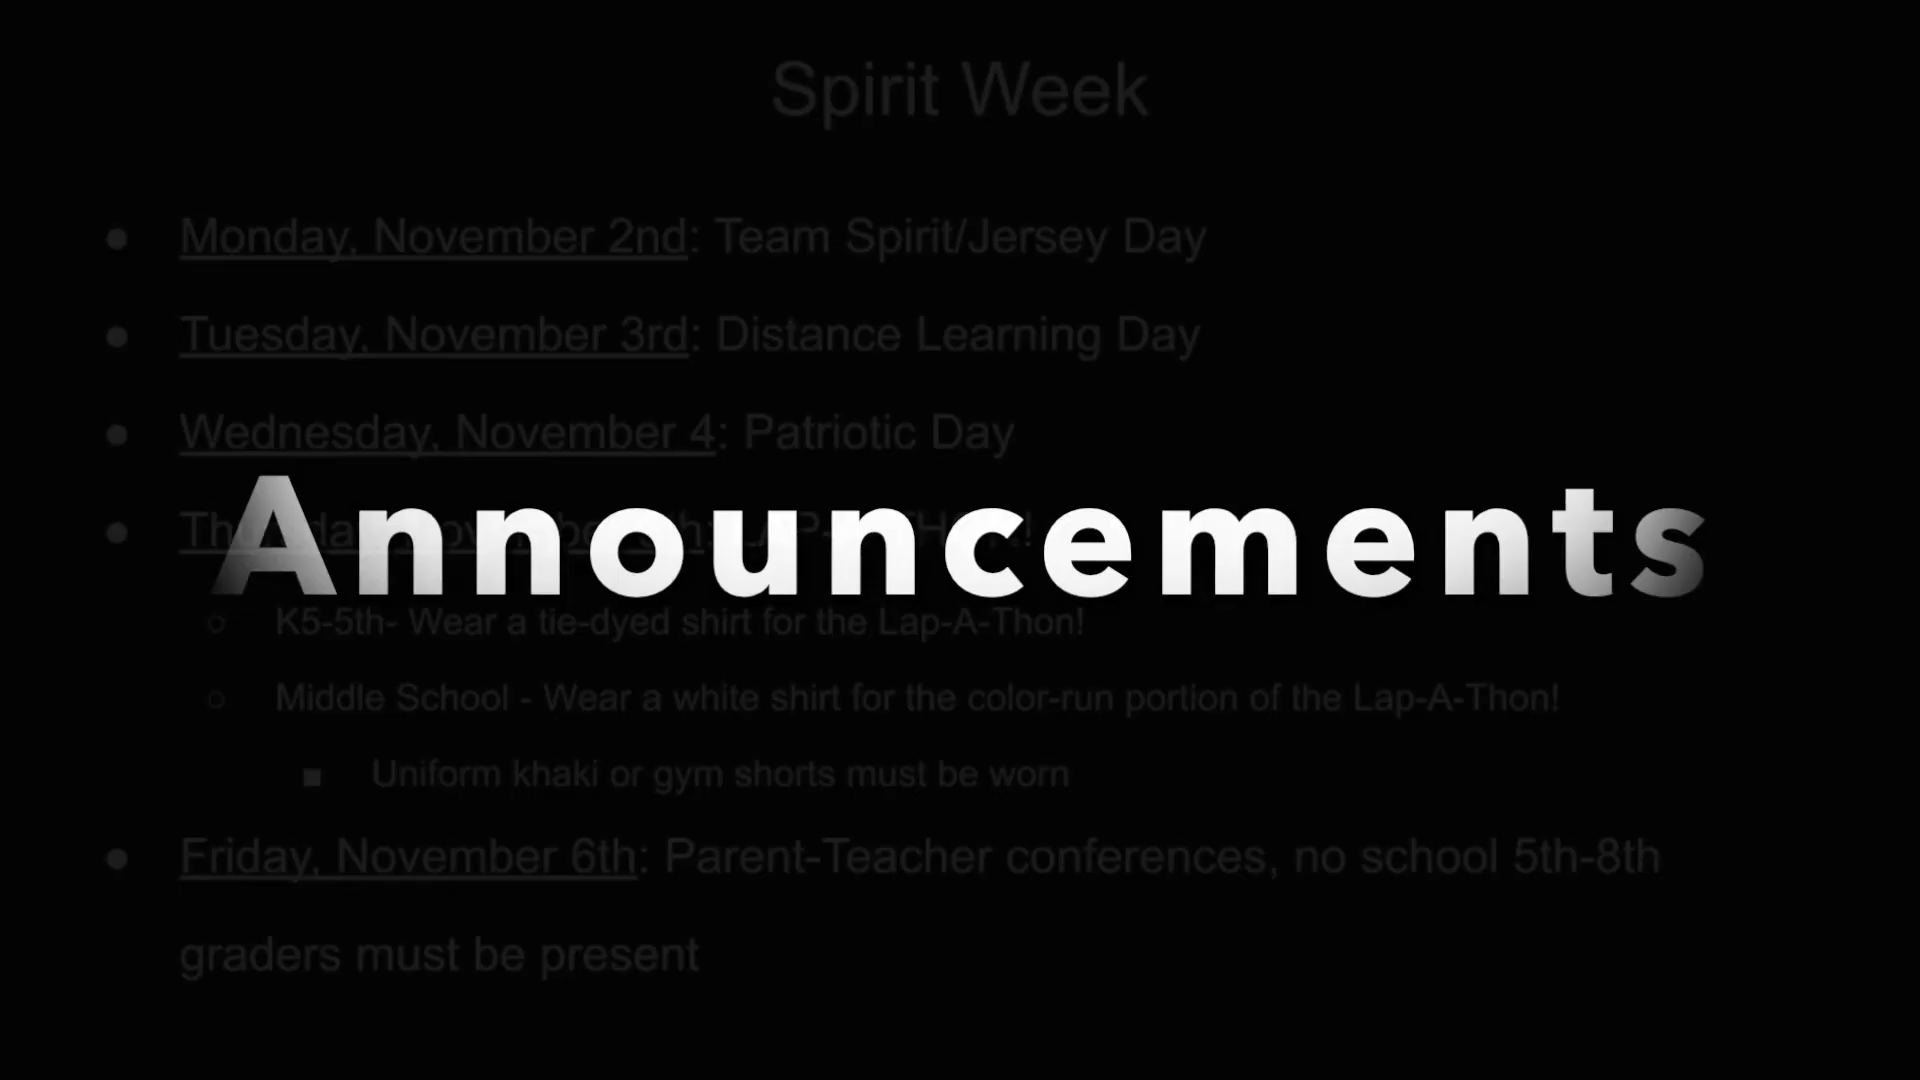 Spirit Week
● Monday, November 2nd: Team Spirit/Jersey Day
● Tuesday, November 3rd: Distance Learning Day
● Wednesday, November 4: Patriotic Day
Announcements
○ K5-5th- Wear a tie-dyed shirt for the Lap-A-Thon!
○ Middle School - Wear a white shirt for the color-run portion of the Lap-A-Thon!
■ Uniform khaki or gym shorts must be worn
● Friday, November 6th: Parent-Teacher conferences, no school 5th-8th
graders must be present